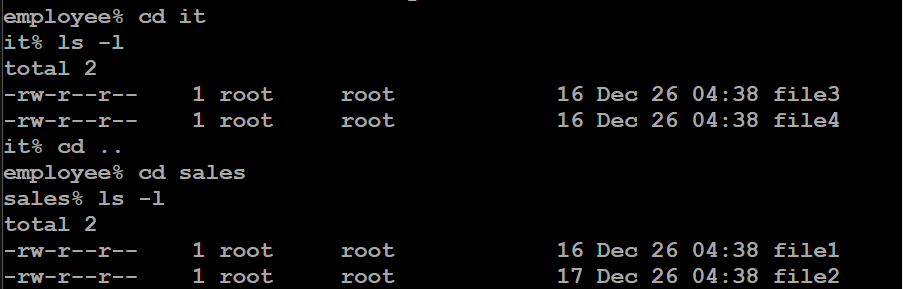 employee% cd it
it% ls -l
total 2
-rw-r--r--    1 root     root            16 Dec 26 04:38 file3
-rw-r--r--    1 root     root            16 Dec 26 04:38 file4
it% cd ..
employee% cd sales
sales% ls -l
total 2
-rw-r--r--    1 root     root            16 Dec 26 04:38 file1
-rw-r--r--    1 root     root            17 Dec 26 04:38 file2